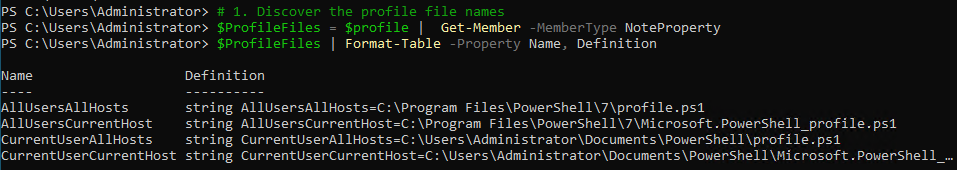 PS C:\Users\Administrator> # 1. Discover the profile file names
PS C:\Users\Administrator> $ProfileFiles = $profile |  Get-Member -MemberType NoteProperty
PS C:\Users\Administrator> $ProfileFiles | Format-Table -Property Name, Definition
Name                   Definition
----                   ----------
AllUsersAllHosts       string AllUsersAllHosts=C:\Program Files\PowerShell\7\profile.ps1
AllUsersCurrentHost    string AllUsersCurrentHost=C:\Program Files\PowerShell\7\Microsoft.PowerShell_profile.ps1
CurrentUserAllHosts    string CurrentUserAllHosts=C:\Users\Administrator\Documents\PowerShell\profile.ps1
CurrentUserCurrentHost string CurrentUserCurrentHost=C:\Users\Administrator\Documents\PowerShell\Microsoft.PowerShell_…